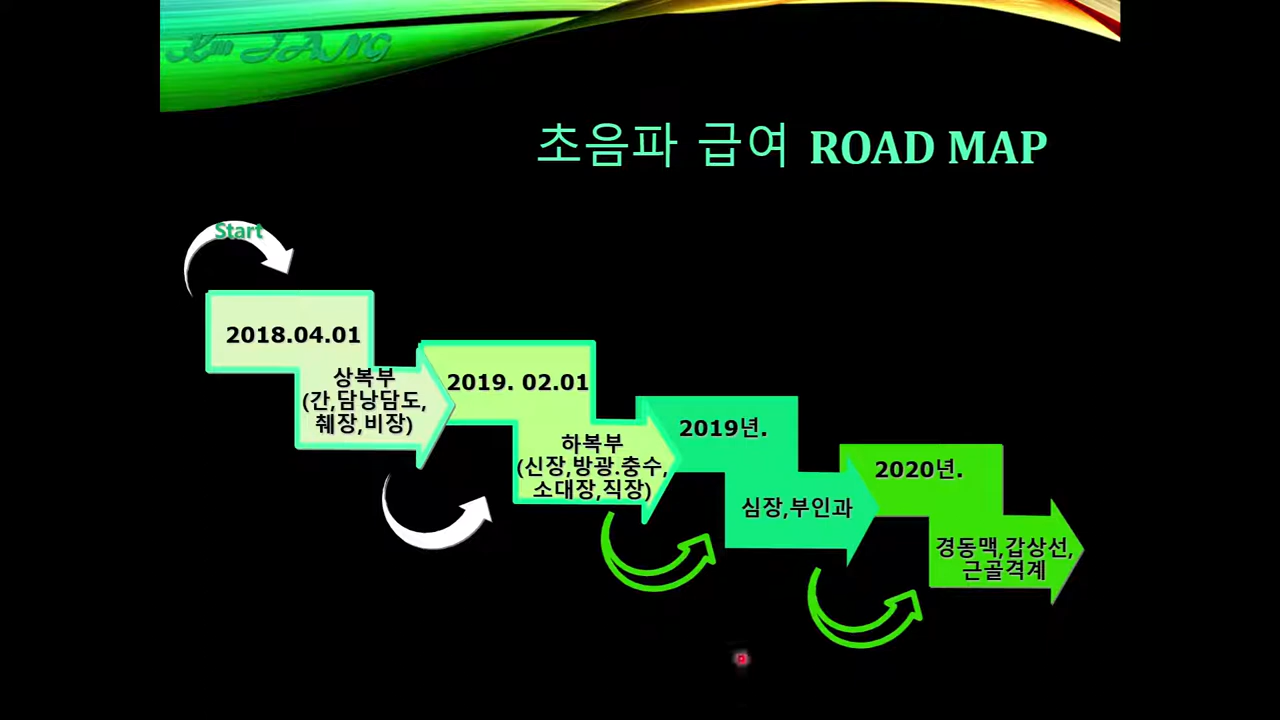 Km JANG
초음파 급여 ROAD MAP
Start
2018.04.01
상복부
(간,담낭담도,
췌장,비장)
2019. 02.01
하복부
(신장,방광.충수,
소대장,직장)
2019년.
심장,부인과
2020년.
경동맥,갑상선,
근골격계